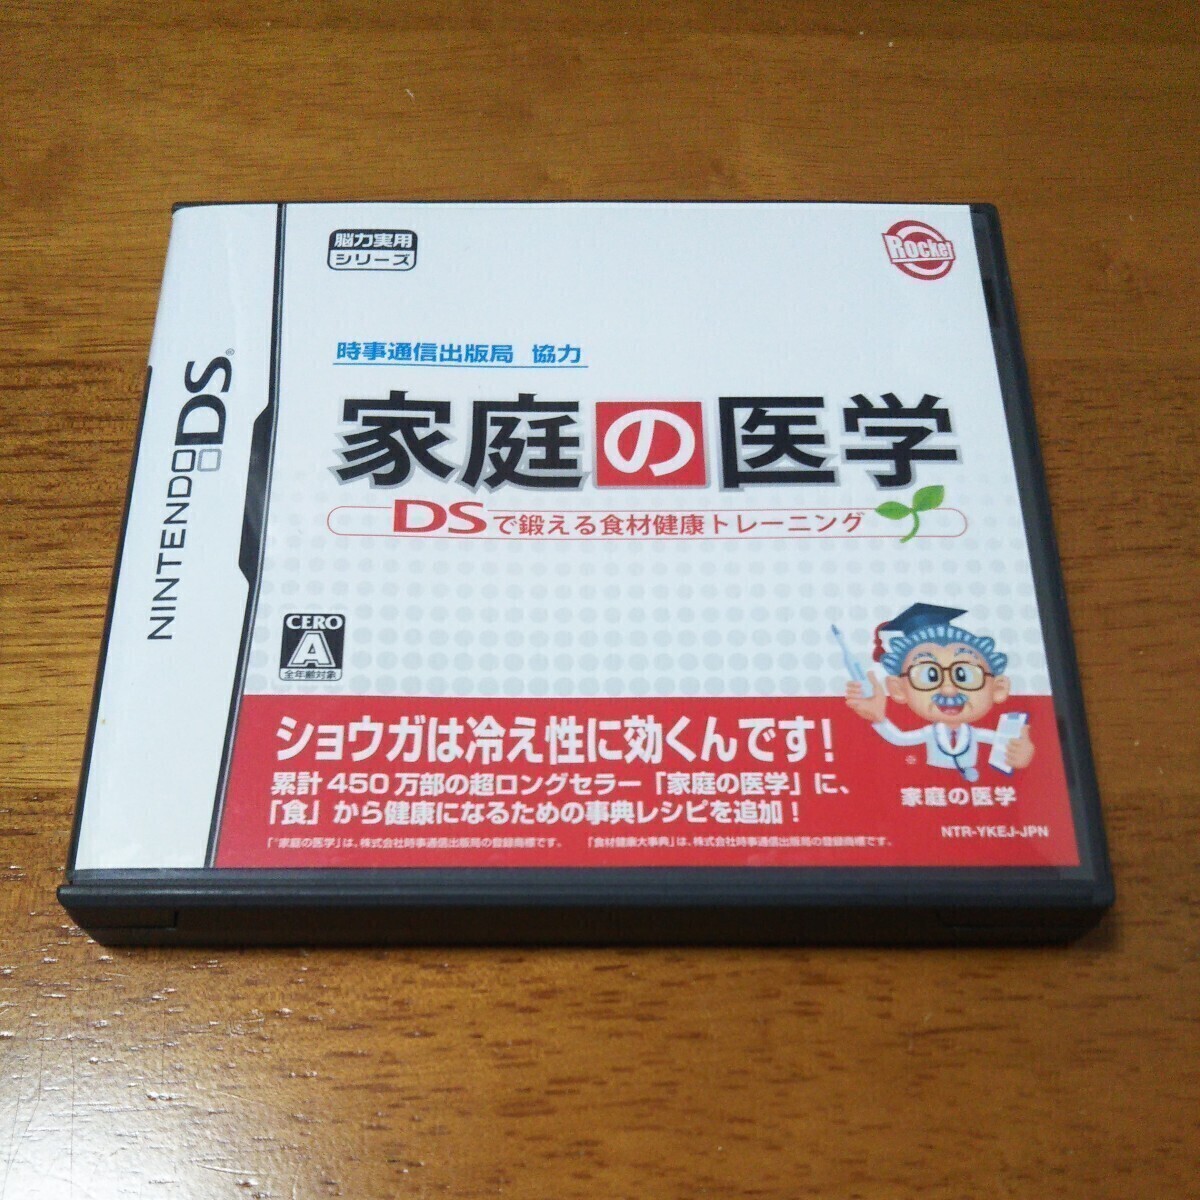 NINTENDODS®
脳力実用
シリーズ
Rocket
時事通信出版局 協力
家庭の医学
DSで鍛える食材健康トレーニング
CERO
A
全年齢対象
ショウガは冷え性に効くんです！
累計450万部の超ロングセラー「家庭の医学」に、
「食」から健康になるための事典レシピを追加！
「"家庭の医学」は、株式会社時事通信出版局の登録商標です。 「食材健康大事典」は、株式会社時事通信出版局の登録商標です。
※
家庭の医学
NTR-YKEJ-JPN